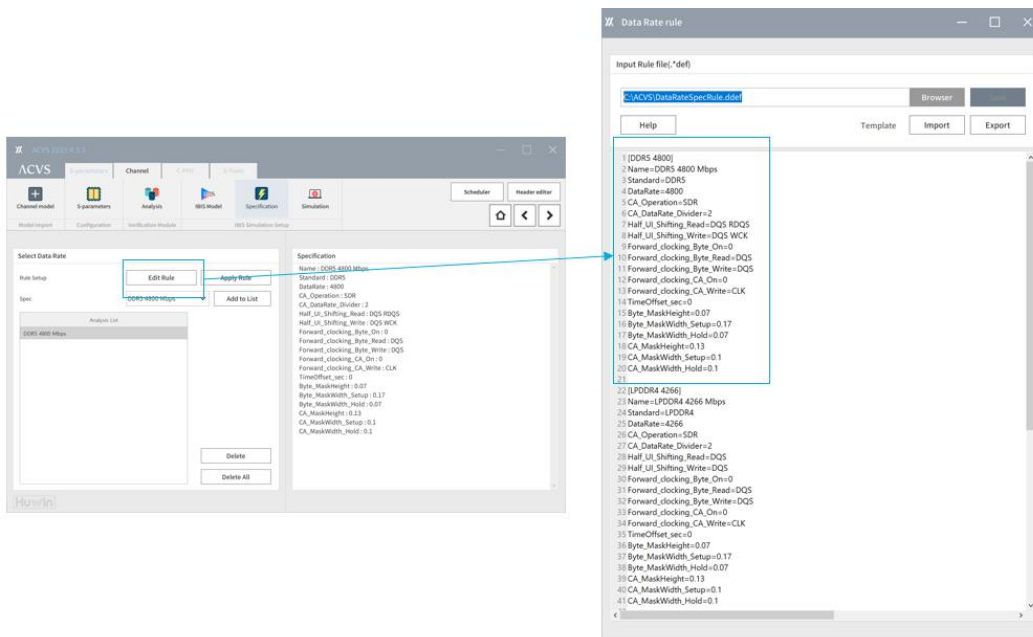 ACVS
ACVS
S-parameters
Channel
Channel model
S-parameters
Analysis
IBIS Model
Specification
Simulation
Scheduler
Header editor
Model Import
Configuration
Verification Module
IBIS Simulation Setup
Select Data Rate
Rule Setup
Edit Rule
Apply Rule
Spec
DDR5 4800 Mbps
Add to List
Analysis List
DDR5 4800 Mbps
Delete
Delete All
Huwin
Specification
Name : DDR5 4800 Mbps
Standard : DDR5
DataRate : 4800
CA_Operation : SDR
CA_DataRate_Divider : 2
Half_UI_Shifting_Read : DQS RDQS
Half_UI_Shifting_Write : DQS WCK
Forward_clocking_Byte_On : 0
Forward_clocking_Byte_Read : DQS
Forward_clocking_Byte_Write : DQS
Forward_clocking_CA_On : 0
Forward_clocking_CA_Write : CLK
TimeOffset_sec : 0
Byte_MaskHeight : 0.07
Byte_MaskWidth_Setup : 0.17
Byte_MaskWidth_Hold : 0.07
CA_MaskHeight : 0.13
CA_MaskWidth_Setup : 0.1
CA_MaskWidth_Hold : 0.1
Data Rate rule
Input Rule file(.*def)
C:\ACVS\DataRateSpecRule.ddef
Browser
Help
Template
Import
Export
1 [DDR5 4800]
2 Name=DDR5 4800 Mbps
3 Standard=DDR5
4 DataRate=4800
5 CA_Operation=SDR
6 CA_DataRate_Divider=2
7 Half_UI_Shifting_Read=DQS RDQS
8 Half_UI_Shifting_Write=DQS WCK
9 Forward_clocking_Byte_On=0
10 Forward_clocking_Byte_Read=DQS
11 Forward_clocking_Byte_Write=DQS
12 Forward_clocking_CA_On=0
13 Forward_clocking_CA_Write=CLK
14 TimeOffset_sec=0
15 Byte_MaskHeight=0.07
16 Byte_MaskWidth_Setup=0.17
17 Byte_MaskWidth_Hold=0.07
18 CA_MaskHeight=0.13
19 CA_MaskWidth_Setup=0.1
20 CA_MaskWidth_Hold=0.1
21
22 [LPDDR4 4266]
23 Name=LPDDR4 4266 Mbps
24 Standard=LPDDR4
25 DataRate=4266
26 CA_Operation=SDR
27 CA_DataRate_Divider=2
28 Half_UI_Shifting_Read=DQS
29 Half_UI_Shifting_Write=DQS
30 Forward_clocking_Byte_On=0
31 Forward_clocking_Byte_Read=DQS
32 Forward_clocking_Byte_Write=DQS
33 Forward_clocking_CA_On=0
34 Forward_clocking_CA_Write=CLK
35 TimeOffset_sec=0
36 Byte_MaskHeight=0.07
37 Byte_MaskWidth_Setup=0.17
38 Byte_MaskWidth_Hold=0.07
39 CA_MaskHeight=0.13
40 CA_MaskWidth_Setup=0.1
41 CA_MaskWidth_Hold=0.1